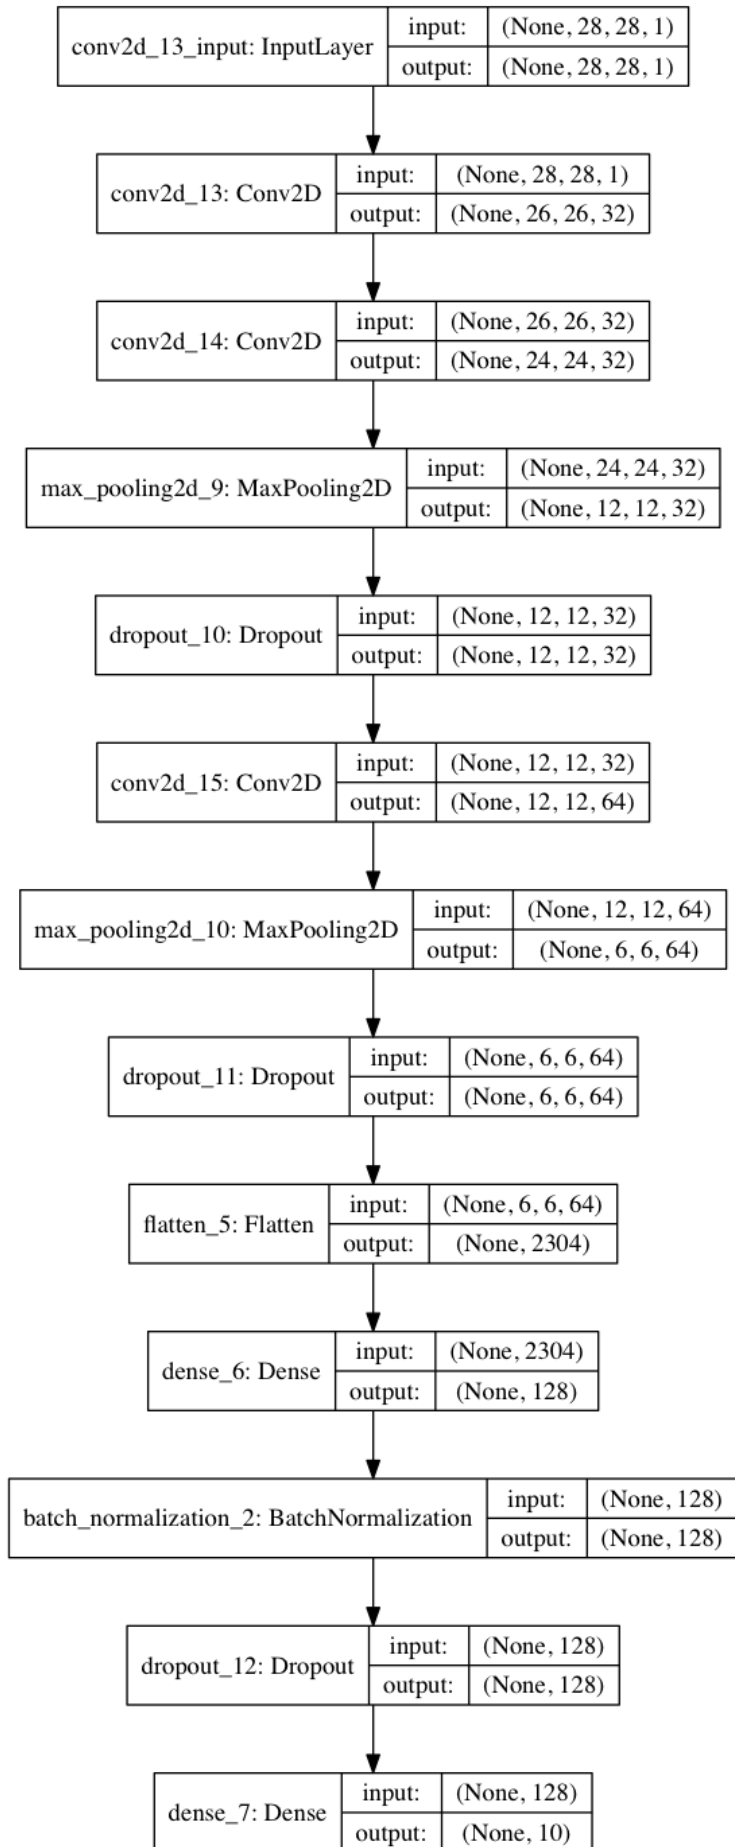 conv2d_13_input: InputLayer
input: (None, 28, 28, 1)
output: (None, 28, 28, 1)
conv2d_13: Conv2D
input: (None, 28, 28, 1)
output: (None, 26, 26, 32)
conv2d_14: Conv2D
input: (None, 26, 26, 32)
output: (None, 24, 24, 32)
max_pooling2d_9: MaxPooling2D
input: (None, 24, 24, 32)
output: (None, 12, 12, 32)
dropout_10: Dropout
input: (None, 12, 12, 32)
output: (None, 12, 12, 32)
conv2d_15: Conv2D
input: (None, 12, 12, 32)
output: (None, 12, 12, 64)
max_pooling2d_10: MaxPooling2D
input: (None, 12, 12, 64)
output: (None, 6, 6, 64)
dropout_11: Dropout
input: (None, 6, 6, 64)
output: (None, 6, 6, 64)
flatten_5: Flatten
input: (None, 6, 6, 64)
output: (None, 2304)
dense_6: Dense
input: (None, 2304)
output: (None, 128)
batch_normalization_2: BatchNormalization
input: (None, 128)
output: (None, 128)
dropout_12: Dropout
input: (None, 128)
output: (None, 128)
dense_7: Dense
input: (None, 128)
output: (None, 10)